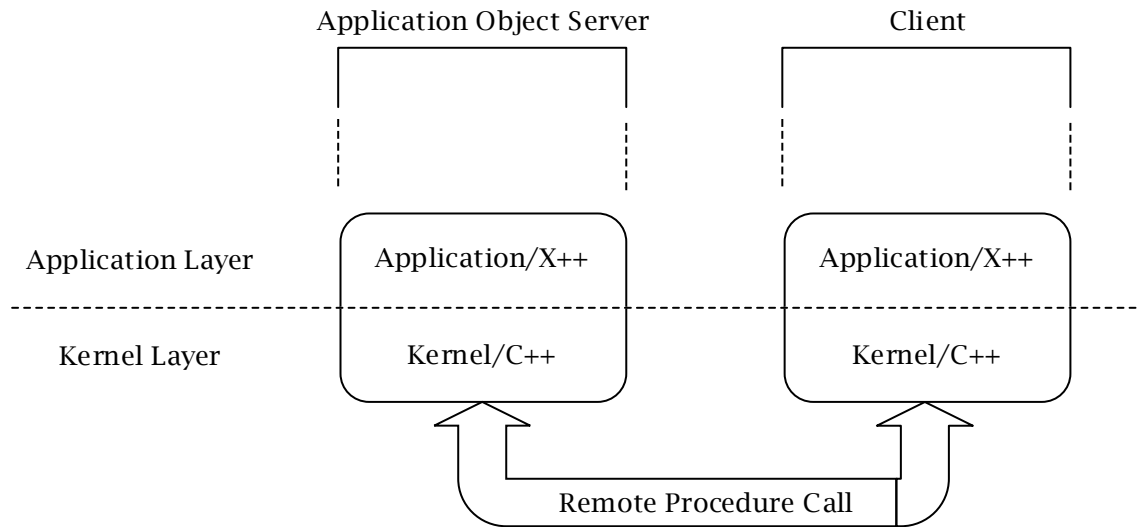 Application Object Server
Client
Application Layer
Application/X++
Application/X++
Kernel Layer
Kernel/C++
Kernel/C++
Remote Procedure Call